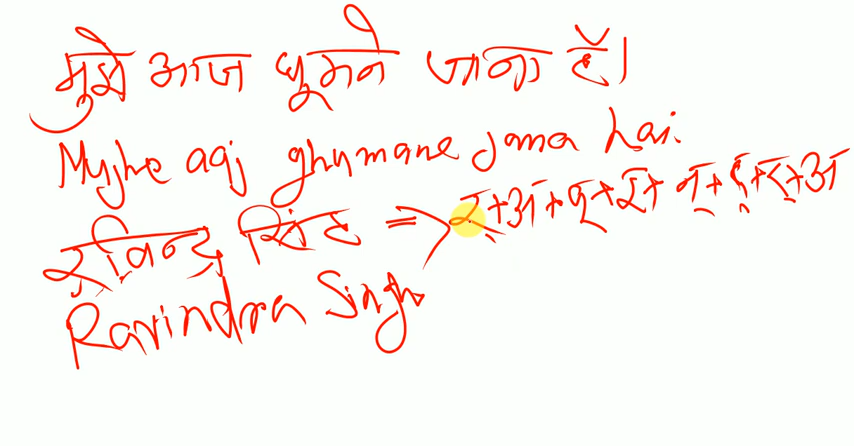 मुझे आज घूमने जाना है।
Mujhe aaj ghumane jana hai.
रविन्द्र सिंह => र्+अ+व्+इ+न्+द्+र्+अ
Ravindra Singh